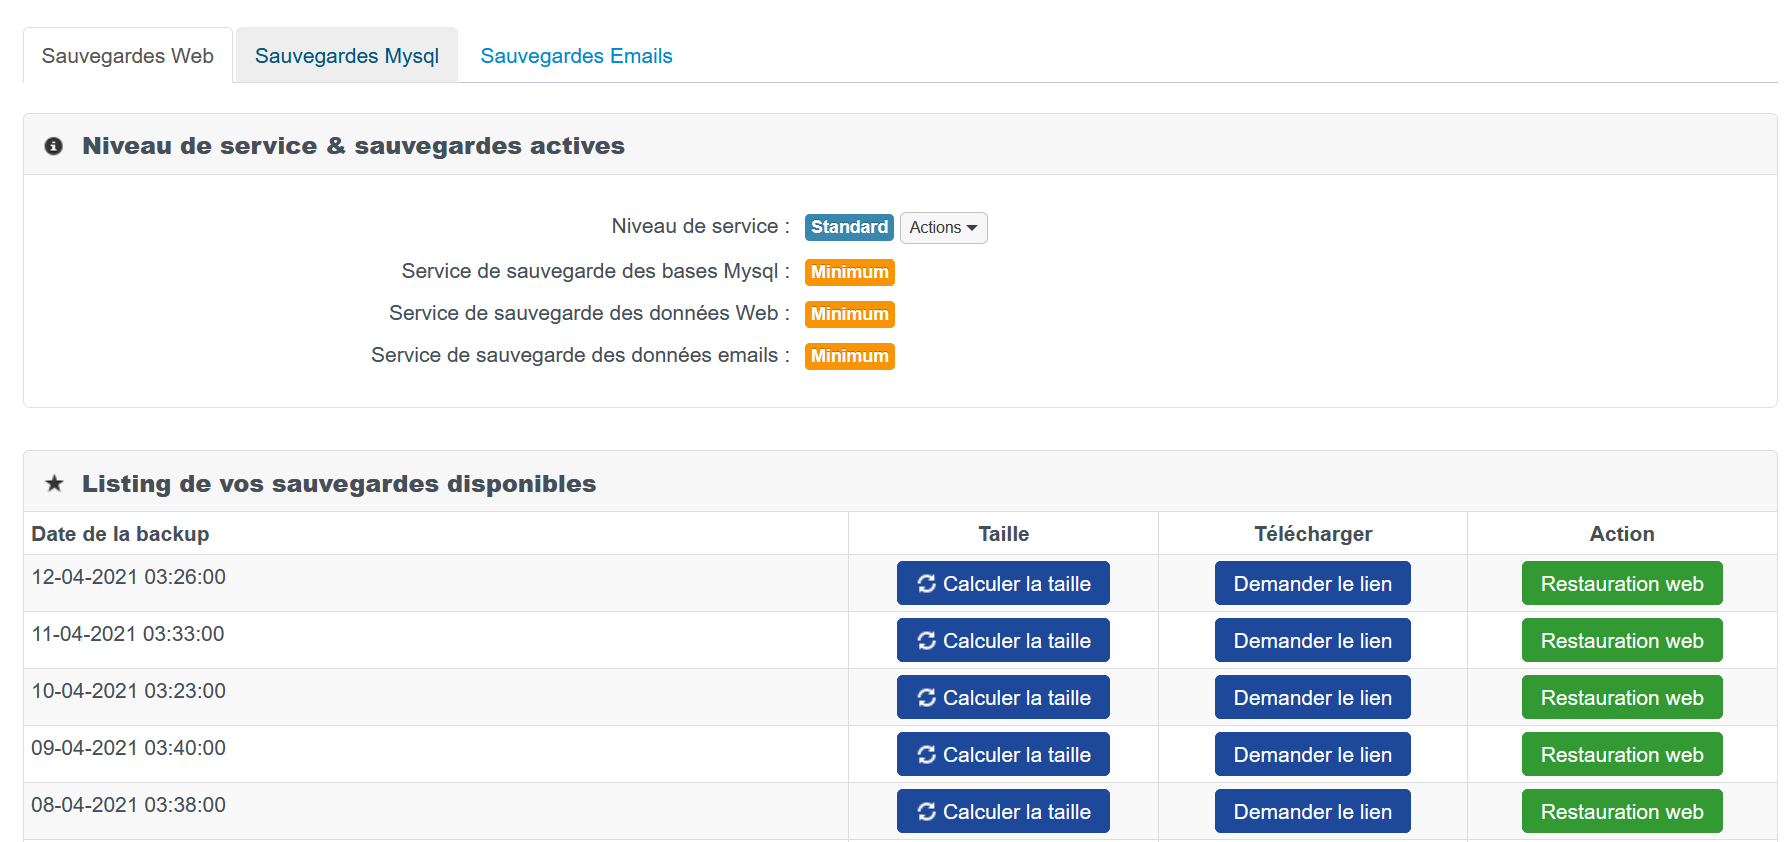 Sauvegardes Web Sauvegardes Mysql Sauvegardes Emails
Niveau de service & sauvegardes actives
Niveau de service : Standard Actions
Service de sauvegarde des bases Mysql : Minimum
Service de sauvegarde des données Web : Minimum
Service de sauvegarde des données emails : Minimum
Listing de vos sauvegardes disponibles
Date de la backup Taille Télécharger Action
12-04-2021 03:26:00 Calculer la taille Demander le lien Restauration web
11-04-2021 03:33:00 Calculer la taille Demander le lien Restauration web
10-04-2021 03:23:00 Calculer la taille Demander le lien Restauration web
09-04-2021 03:40:00 Calculer la taille Demander le lien Restauration web
08-04-2021 03:38:00 Calculer la taille Demander le lien Restauration web